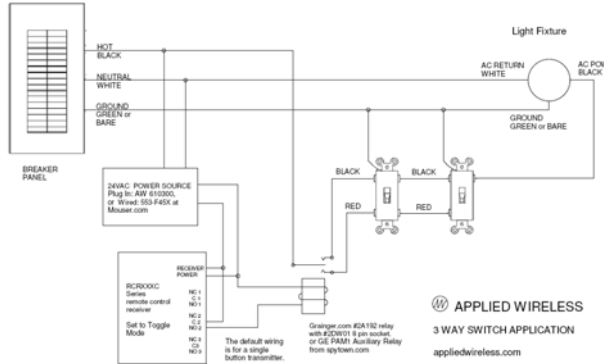 Light Fixture
HOT
BLACK
AC RETURN
WHITE
AC POW
BLACK
NEUTRAL
WHITE
GROUND
GREEN or
BARE
GROUND
GREEN or BARE
BREAKER
PANEL
BLACK
BLACK
RED
RED
24VAC POWER SOURCE
Plug In: AW 610300,
or Wired: 553-F45X at
Mouser.com
RECEIVER
POWER
RCRXXXC
Series
remote control
receiver
Set to Toggle
Mode
NC 1
C 1
NO 1
NC 2
C 2
NO 2
NC 3
C3
NO 3
The default wiring
is for a single
button transmitter.
Grainger.com #2A192 relay
with #2DW01 8 pin socket.
or GE PAM1 Auxiliary Relay
from spytown.com
APPLIED WIRELESS
3 WAY SWITCH APPLICATION
appliedwireless.com